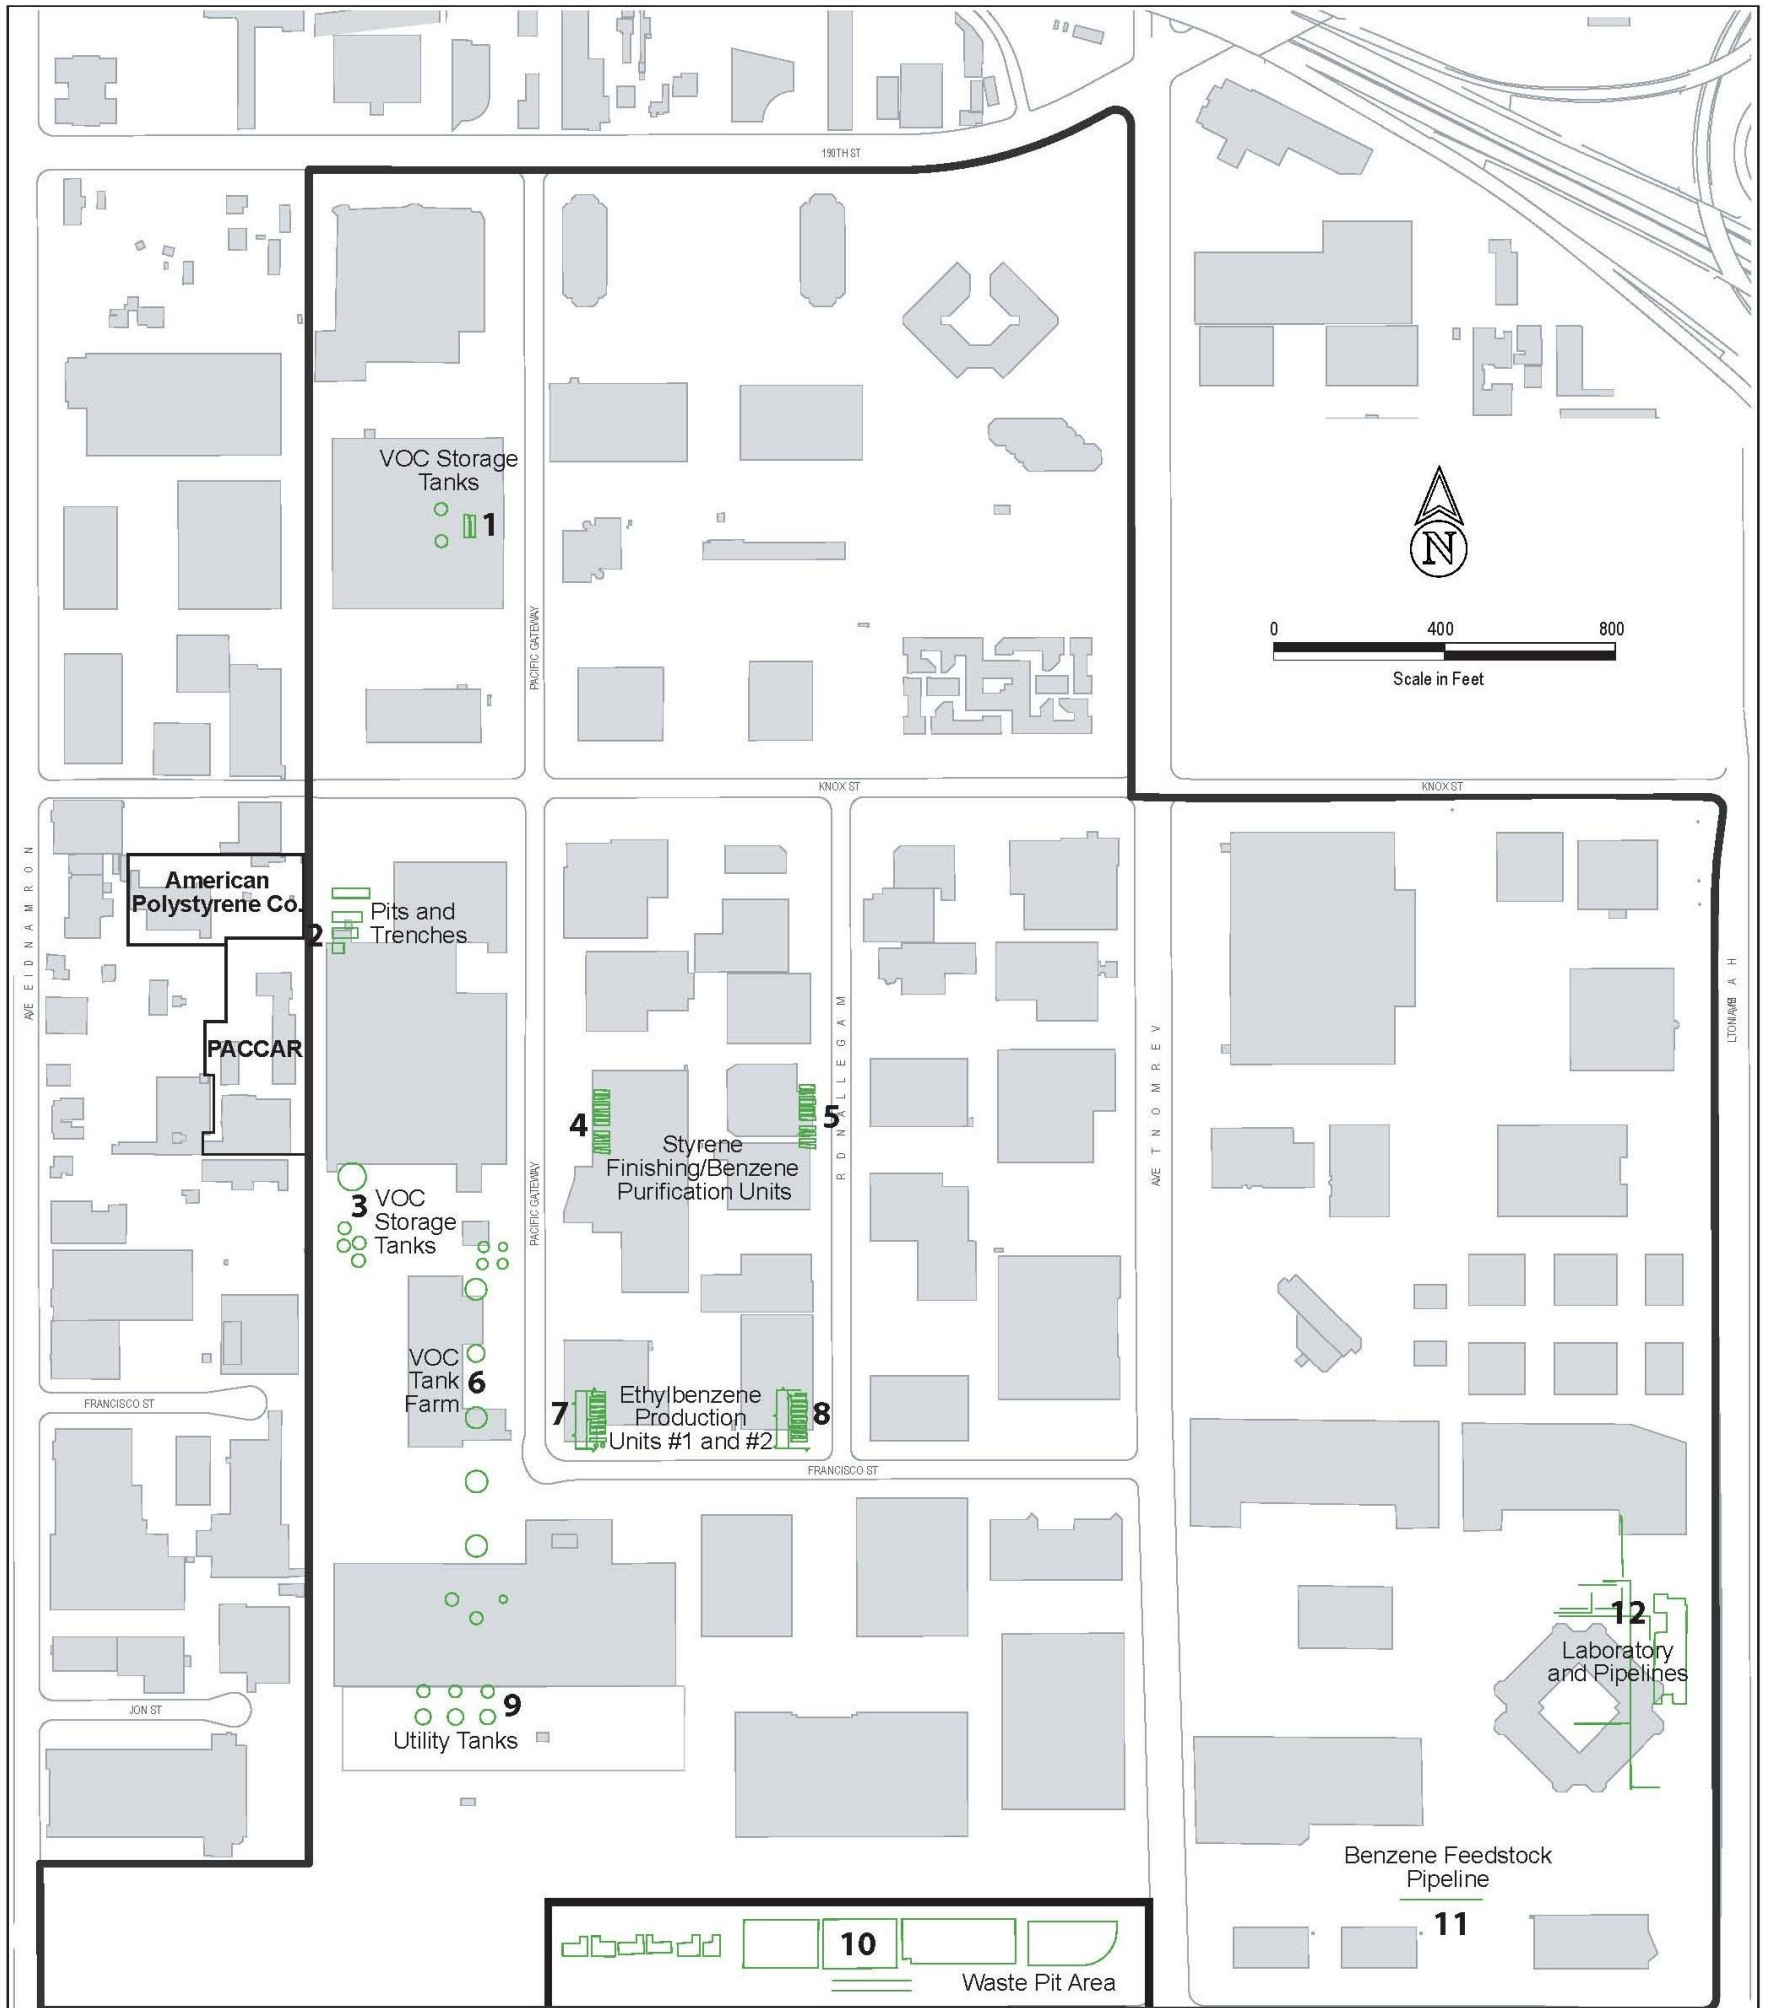 190TH ST
VOC Storage
Tanks
1
PACIFIC GATEWAY
N
0 400 800
Scale in Feet
KNOX ST
KNOX ST
AVE EIDNAMRON
American
Polystyrene Co.
2
Pits and
Trenches
PACCAR
4
5
RD NALLEGAM
AVE TNOMREV
Styrene
Finishing/Benzene
Purification Units
3
VOC
Storage
Tanks
PACIFIC GATEWAY
VOC
Tank
Farm
6
7
Ethylbenzene
Production
Units #1 and #2
8
FRANCISCO ST
FRANCISCO ST
12
Laboratory
and Pipelines
9
Utility Tanks
JON ST
Benzene Feedstock
Pipeline
11
10
Waste Pit Area